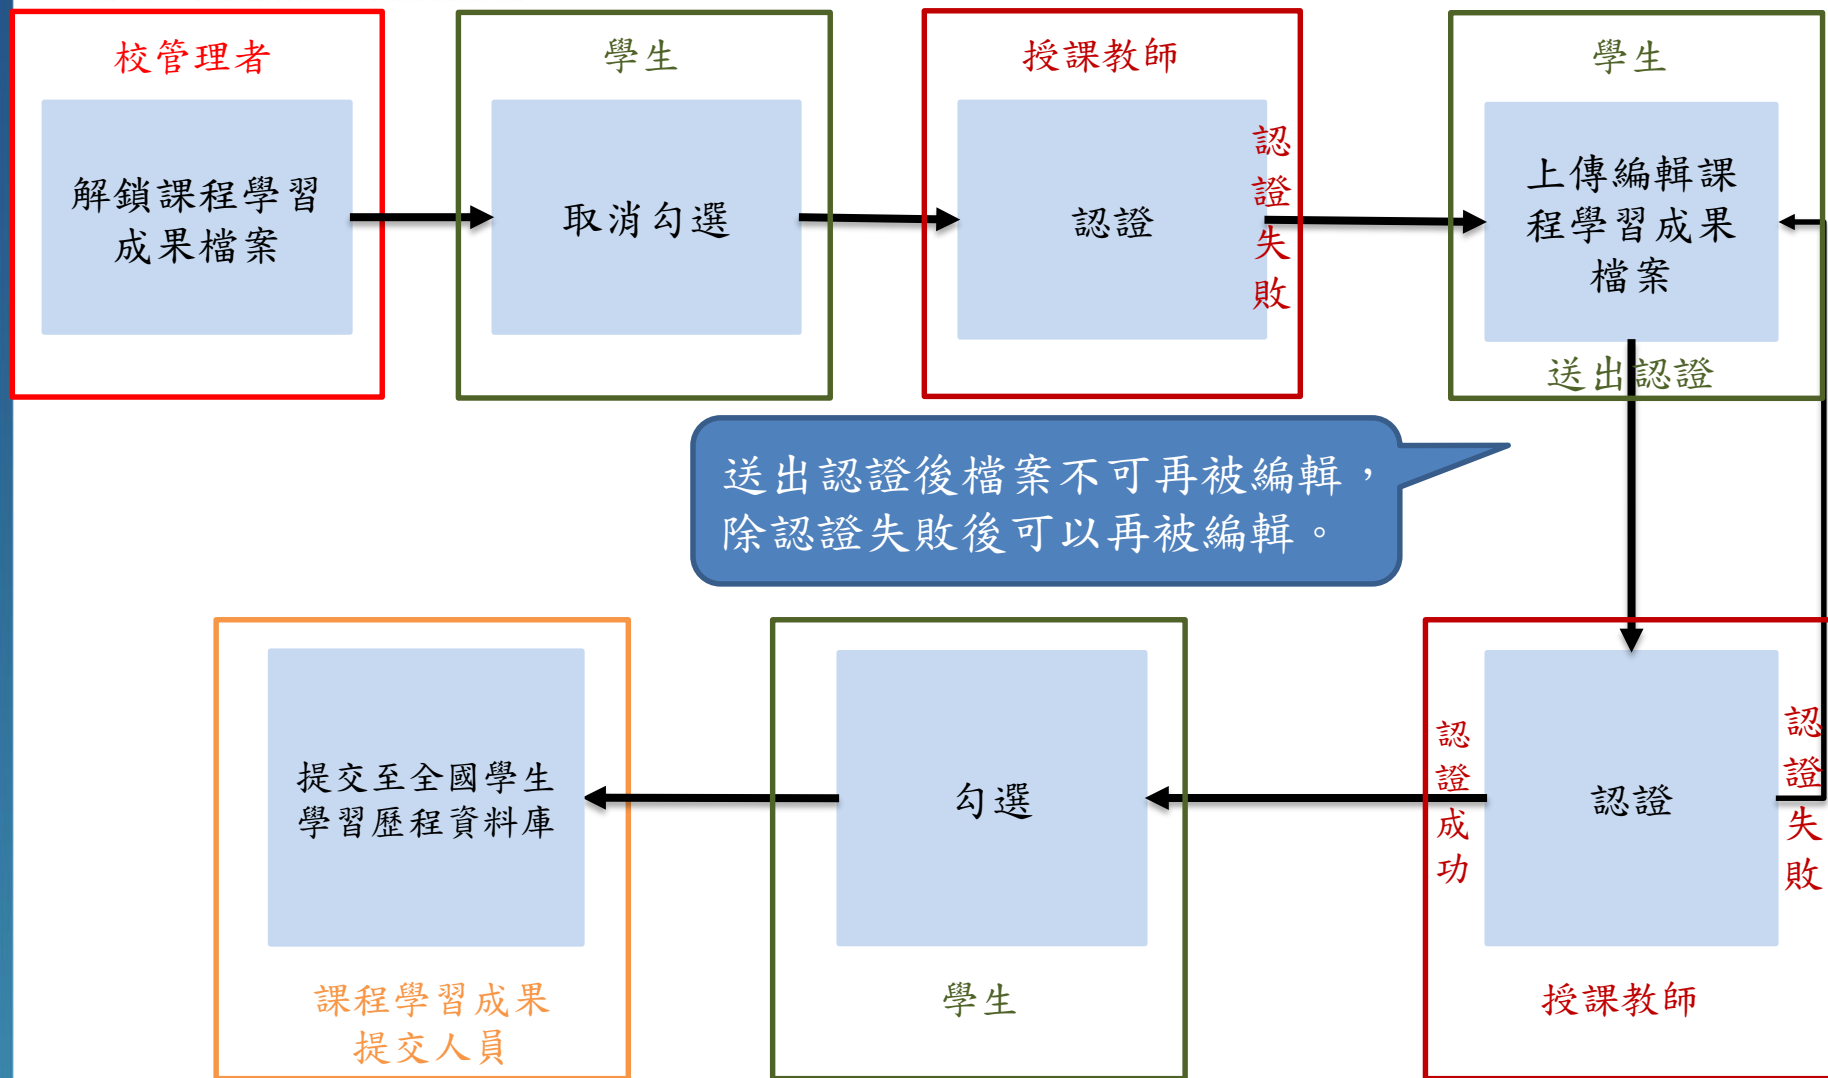 校管理者
解鎖課程學習
成果檔案
學生
取消勾選
授課教師
認證
認證失敗
學生
上傳編輯課
程學習成果
檔案
送出認證
送出認證後檔案不可再被編輯，
除認證失敗後可以再被編輯。
提交至全國學生
學習歷程資料庫
課程學習成果
提交人員
勾選
學生
認證成功
認證
認證失敗
授課教師